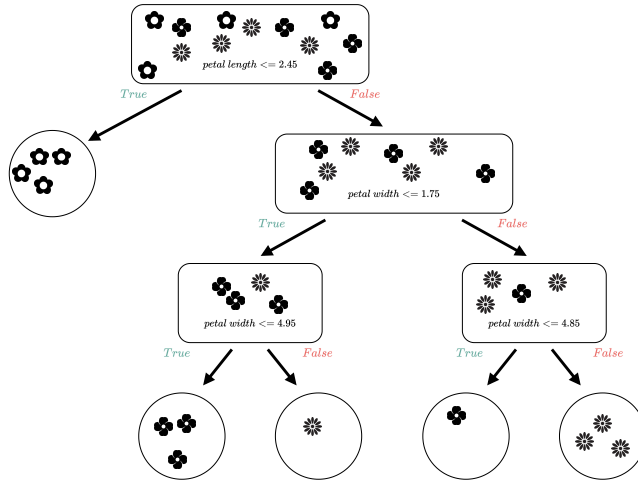 petal length <= 2.45
True
False
petal width <= 1.75
True
False
petal width <= 4.95
petal width <= 4.85
True
False
True
False